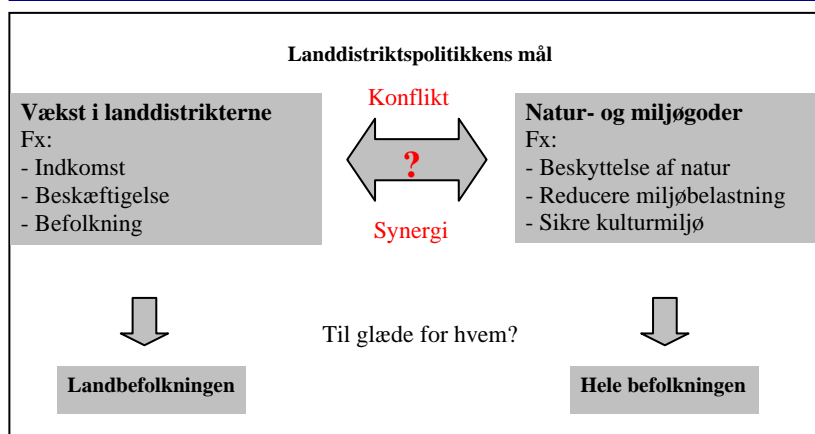 Landdistriktspolitikkens mål
Konflikt
Vækst i landdistrikterne
Fx:
- Indkomst
- Beskæftigelse
- Befolkning
?
Synergi
Natur- og miljøgoder
Fx:
- Beskyttelse af natur
- Reducere miljøbelastning
- Sikre kulturmiljø
Til glæde for hvem?
Landbefolkningen
Hele befolkningen